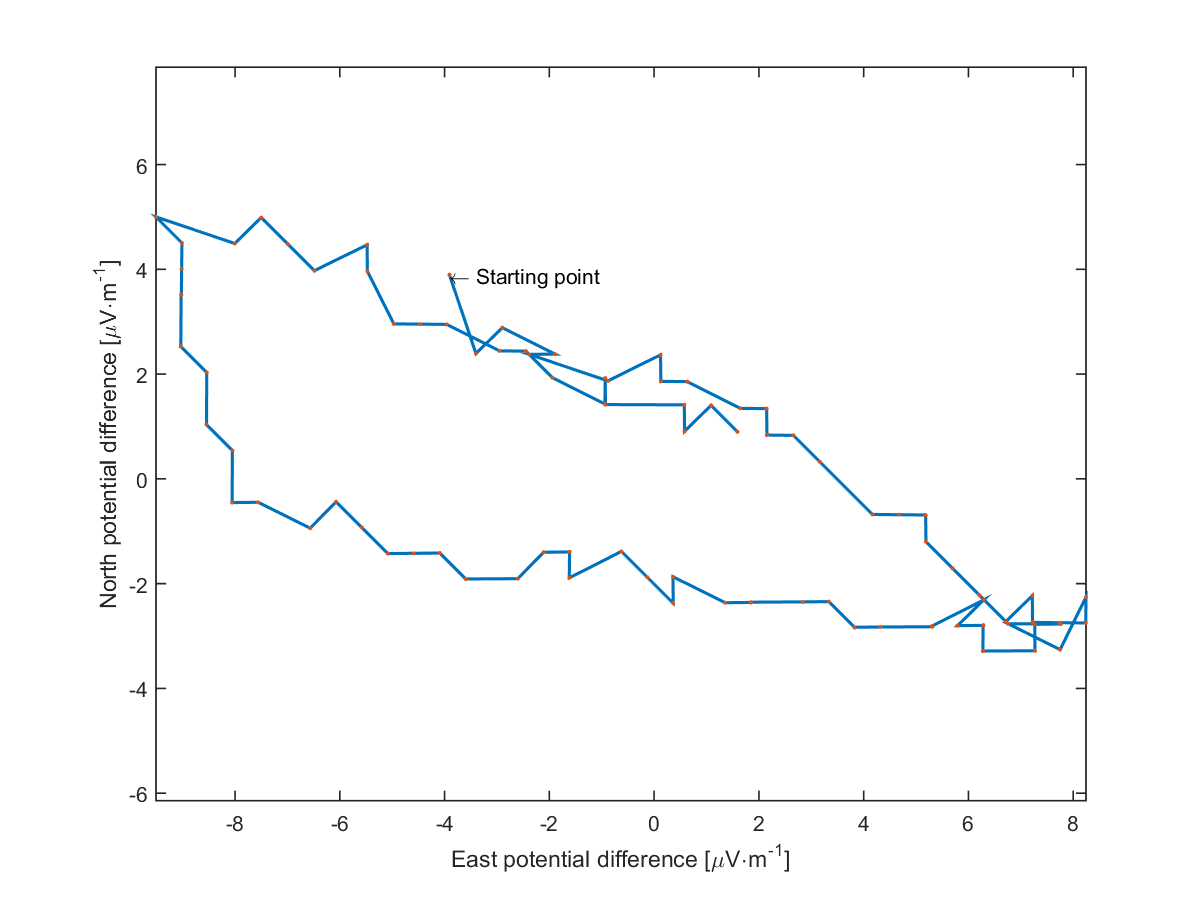 6
4
2
0
-2
-4
-6
North potential difference [μV·m⁻¹]
← Starting point
-8 -6 -4 -2 0 2 4 6 8
East potential difference [μV·m⁻¹]